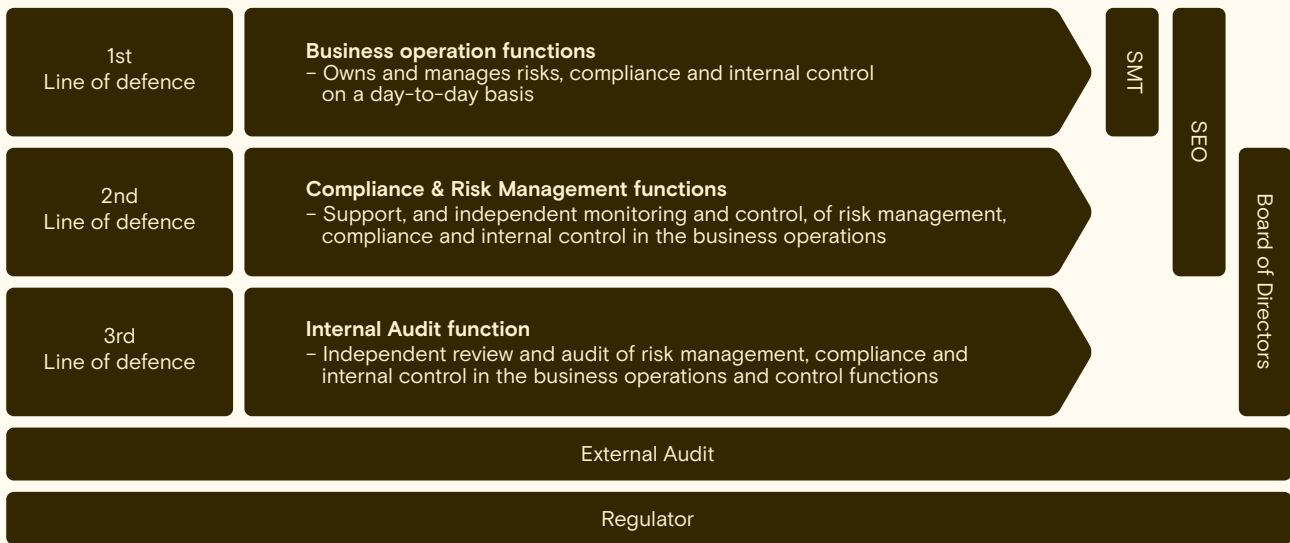 1st
Line of defence
Business operation functions
– Owns and manages risks, compliance and internal control
on a day-to-day basis
SMT
SEO
2nd
Line of defence
Compliance & Risk Management functions
– Support, and independent monitoring and control, of risk management,
compliance and internal control in the business operations
Board of Directors
3rd
Line of defence
Internal Audit function
– Independent review and audit of risk management, compliance and
internal control in the business operations and control functions
External Audit
Regulator